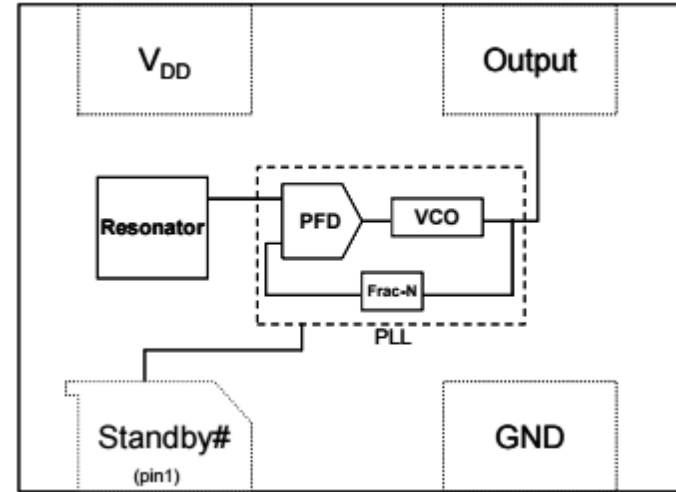 VDD
Output
Resonator
PFD
VCO
Frac-N
PLL
Standby#
(pin1)
GND